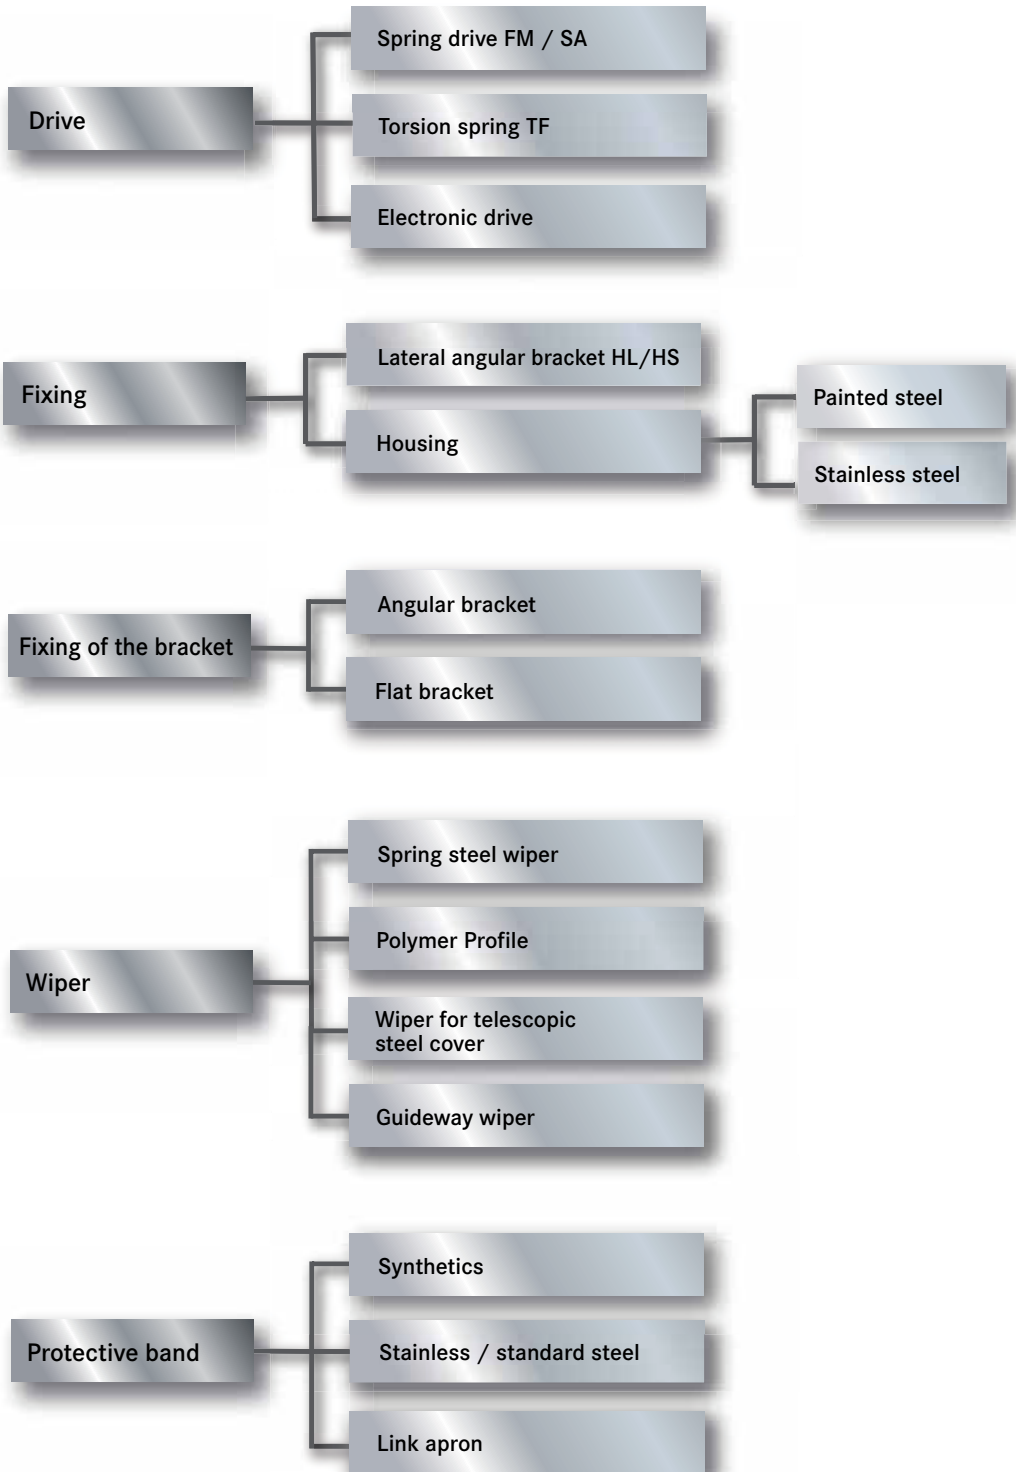 Drive
Spring drive FM / SA
Torsion spring TF
Electronic drive
Fixing
Lateral angular bracket HL/HS
Housing
Painted steel
Stainless steel
Fixing of the bracket
Angular bracket
Flat bracket
Wiper
Spring steel wiper
Polymer Profile
Wiper for telescopic
steel cover
Guideway wiper
Protective band
Synthetics
Stainless / standard steel
Link apron